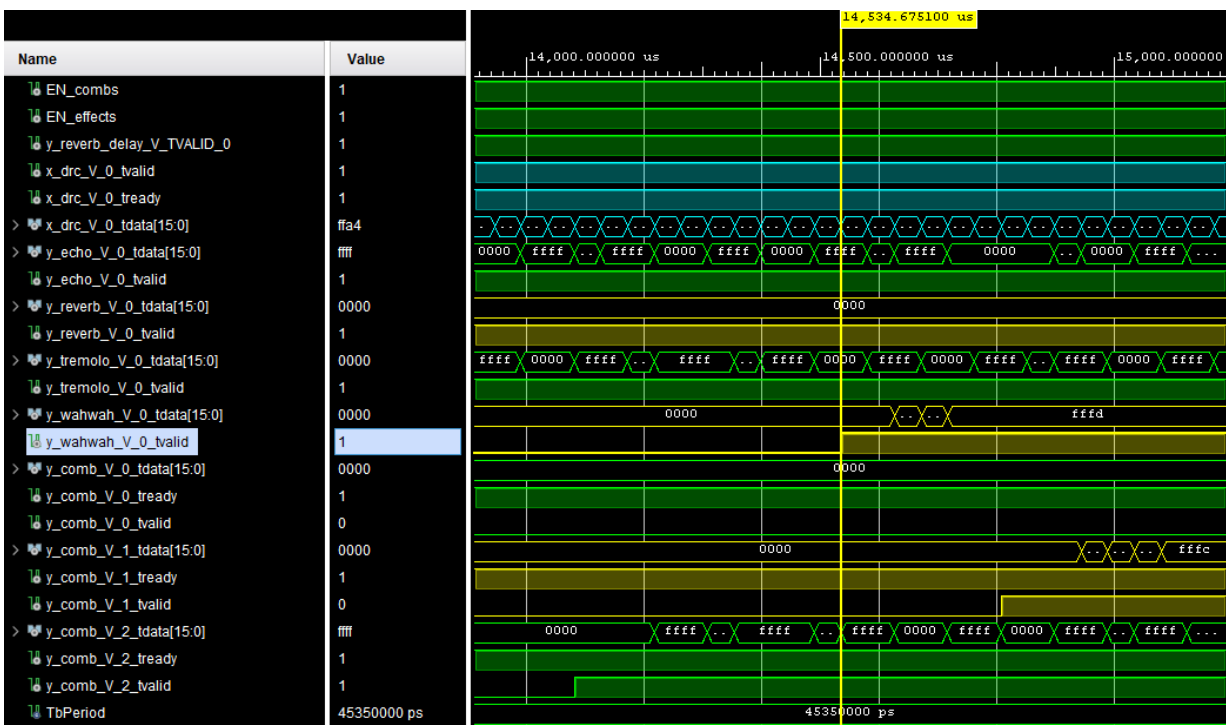 14,534.675100 us
Name Value
14,000.000000 us 14,500.000000 us 15,000.000000
EN_combs 1
EN_effects 1
y_reverb_delay_V_TVALID_0 1
x_drc_V_0_tvalid 1
x_drc_V_0_tready 1
> x_drc_V_0_tdata[15:0] ffa4
> y_echo_V_0_tdata[15:0] ffff 0000 ffff .. ffff 0000 ffff 0000 ffff .. ffff 0000 .. 0000 ffff ...
y_echo_V_0_tvalid 1
> y_reverb_V_0_tdata[15:0] 0000 0000
y_reverb_V_0_tvalid 1
> y_tremolo_V_0_tdata[15:0] 0000 ffff 0000 ffff .. ffff .. ffff 0000 ffff 0000 ffff .. ffff 0000 ffff
y_tremolo_V_0_tvalid 1
> y_wahwah_V_0_tdata[15:0] 0000 0000 .. .. fffd
y_wahwah_V_0_tvalid 1
> y_comb_V_0_tdata[15:0] 0000 0000
y_comb_V_0_tready 1
y_comb_V_0_tvalid 0
> y_comb_V_1_tdata[15:0] 0000 0000 .. .. .. fffc
y_comb_V_1_tready 1
y_comb_V_1_tvalid 0
> y_comb_V_2_tdata[15:0] ffff 0000 ffff .. ffff .. ffff 0000 ffff 0000 ffff .. ffff ...
y_comb_V_2_tready 1
y_comb_V_2_tvalid 1
TbPeriod 45350000 ps 45350000 ps